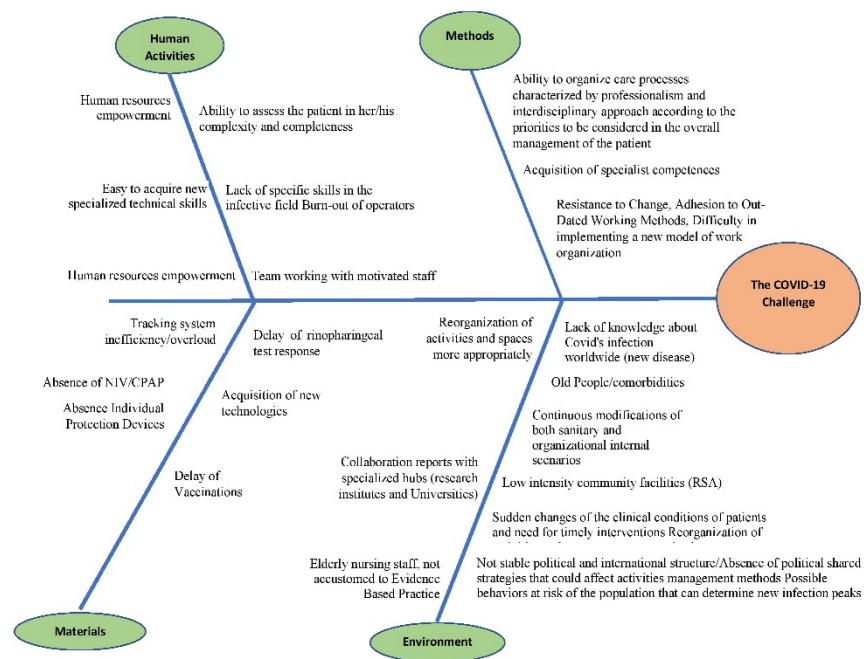 Human
Activities
Methods
Human resources
empowerment
Ability to assess the patient in her/his
complexity and completeness
Ability to organize care processes
characterized by professionalism and
interdisciplinary approach according to the
priorities to be considered in the overall
management of the patient
Easy to acquire new
specialized technical skills
Lack of specific skills in the
infective field Burn-out of operators
Acquisition of specialist competences
Resistance to Change, Adhesion to Out-
Dated Working Methods, Difficulty in
implementing a new model of work
organization
Human resources empowerment
Team working with motivated staff
The COVID-19
Challenge
Tracking system
inefficiency/overload
Delay of rinopharingeal
test response
Reorganization of
activities and spaces
more appropriately
Lack of knowledge about
Covid's infection
worldwide (new disease)
Absence of NIV/CPAP
Absence Individual
Protection Devices
Acquisition of new
technologies
Old People/comorbidities
Continuous modifications of
both sanitary and
organizational internal
scenarios
Delay of
Vaccinations
Collaboration reports with
specialized hubs (research
institutes and Universities)
Low intensity community facilities (RSA)
Sudden changes of the clinical conditions of patients
and need for timely interventions Reorganization of
Elderly nursing staff, not
accustomed to Evidence
Based Practice
Not stable political and international structure/Absence of political shared
strategies that could affect activities management methods Possible
behaviors at risk of the population that can determine new infection peaks
Materials
Environment